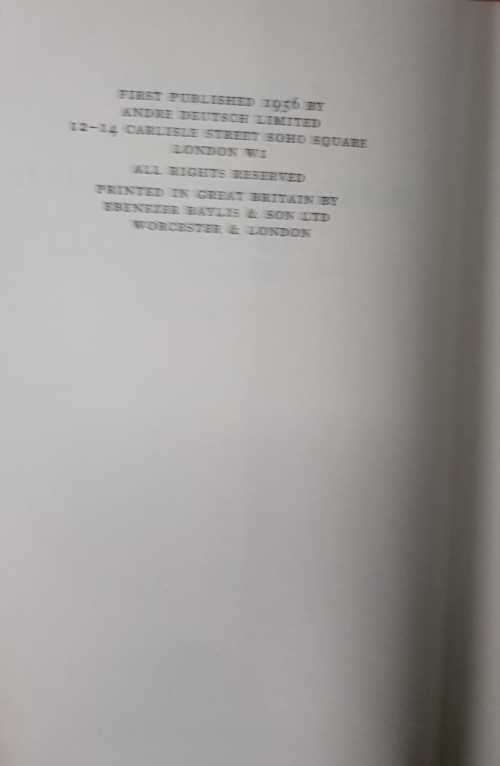 FIRST PUBLISHED 1956 BY
ANDRE DEUTSCH LIMITED
12-14 CARLISLE STREET SOHO SQUARE
LONDON W1
ALL RIGHTS RESERVED
PRINTED IN GREAT BRITAIN BY
EBENEZER BAYLIS & SON LTD
WORCESTER & LONDON